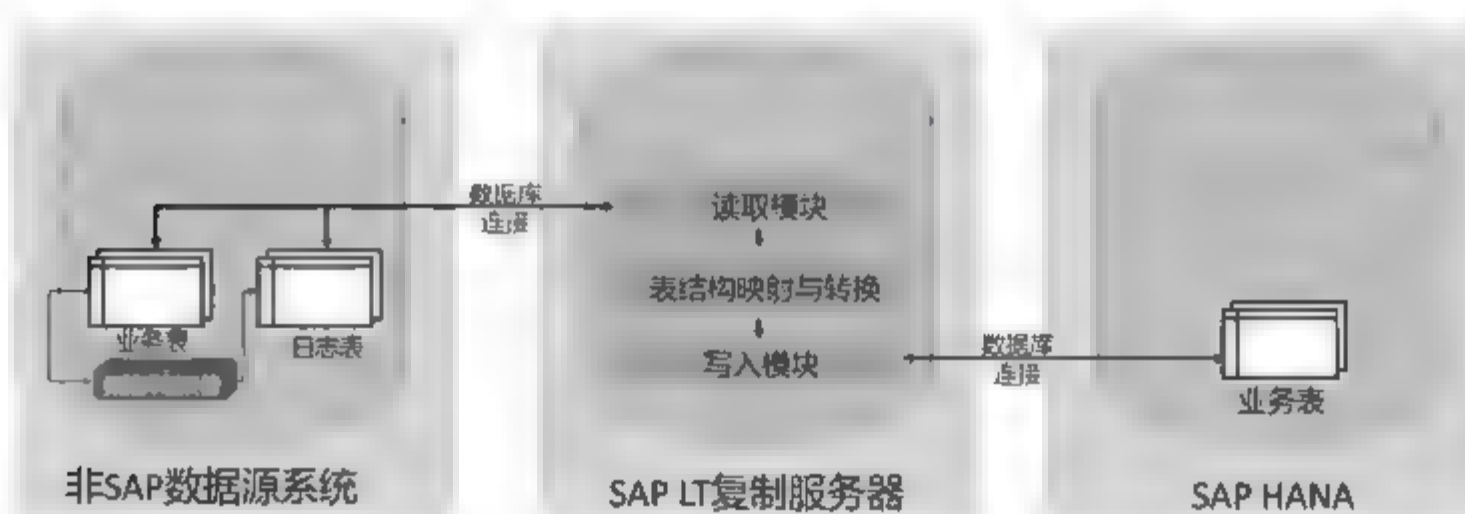 数据库
连接
读取模块
表结构映射与转换
写入模块
业务表
日志表
数据库
连接
业务表
非SAP数据源系统
SAP LT复制服务器
SAP HANA